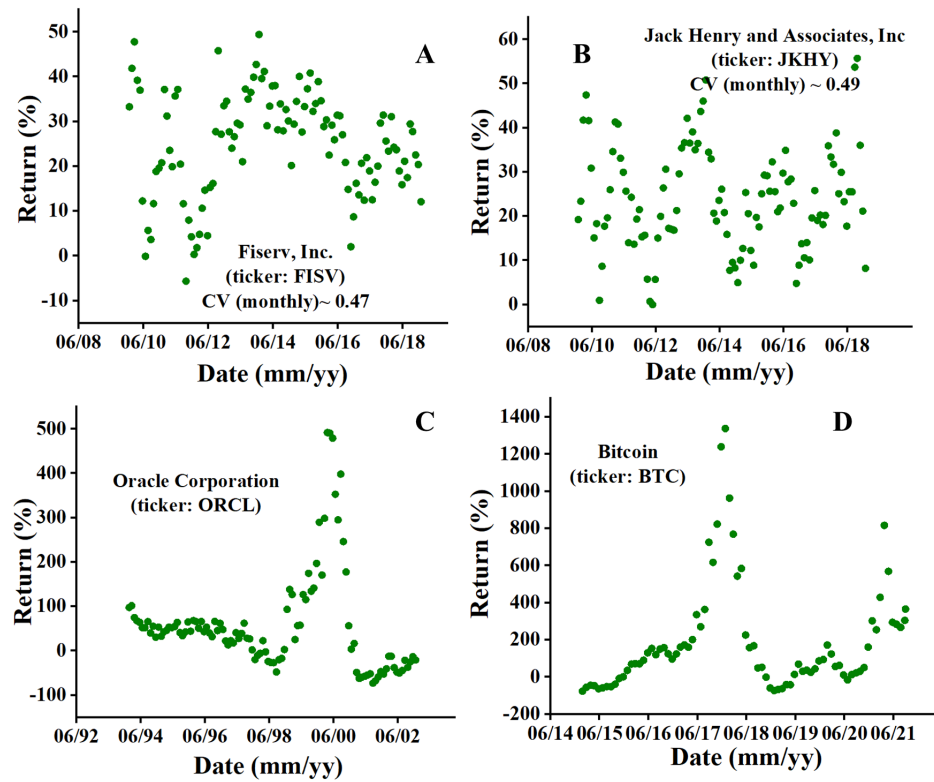 A
Return (%)
50
40
30
20
10
0
-10
Fiserv, Inc.
(ticker: FISV)
CV (monthly)~ 0.47
06/08 06/10 06/12 06/14 06/16 06/18
Date (mm/yy)
B
Jack Henry and Associates, Inc
(ticker: JKHY)
CV (monthly) ~ 0.49
Return (%)
60
50
40
30
20
10
0
06/08 06/10 06/12 06/14 06/16 06/18
Date (mm/yy)
C
Oracle Corporation
(ticker: ORCL)
Return (%)
500
400
300
200
100
0
-100
06/92 06/94 06/96 06/98 06/00 06/02
Date (mm/yy)
D
Bitcoin
(ticker: BTC)
Return (%)
1400
1200
1000
800
600
400
200
0
-200
06/14 06/15 06/16 06/17 06/18 06/19 06/20 06/21
Date (mm/yy)